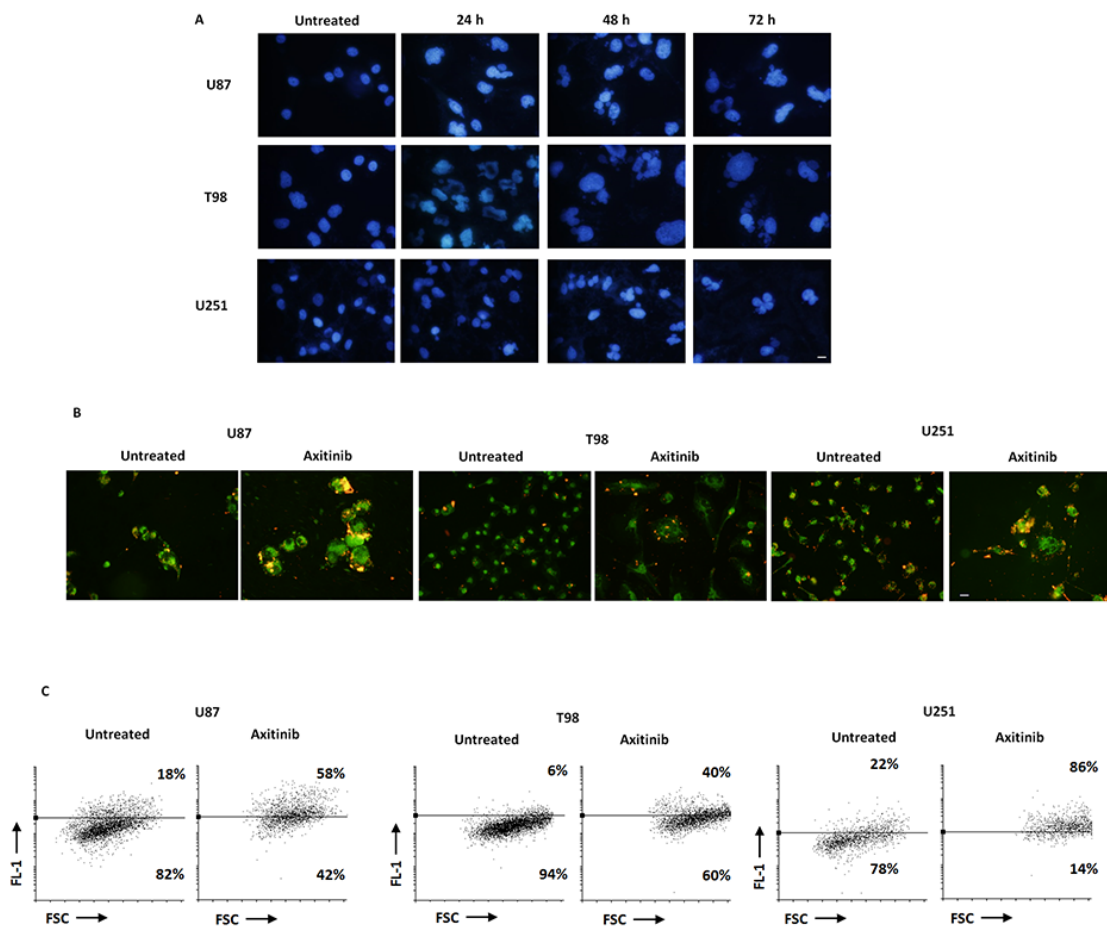 A
Untreated 24 h 48 h 72 h
U87
T98
U251
B
U87 T98 U251
Untreated Axitinib Untreated Axitinib Untreated Axitinib
C
U87 T98 U251
Untreated Axitinib Untreated Axitinib Untreated Axitinib
18% 58% 6% 40% 22% 86%
FL-1 FL-1 FL-1
82% 42% 94% 60% 78% 14%
FSC FSC FSC FSC FSC FSC